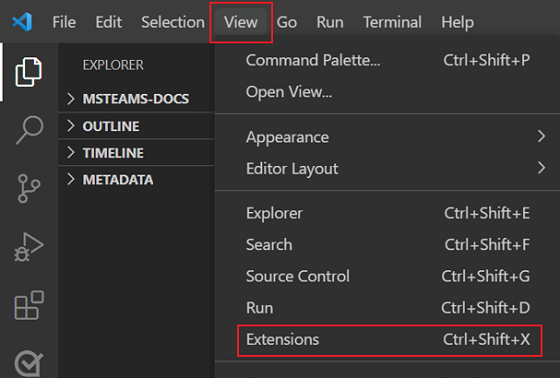 File Edit Selection View Go Run Terminal Help
EXPLORER
MSTEAMS-DOCS
OUTLINE
TIMELINE
METADATA
Command Palette... Ctrl+Shift+P
Open View...
Appearance
Editor Layout
Explorer Ctrl+Shift+E
Search Ctrl+Shift+F
Source Control Ctrl+Shift+G
Run Ctrl+Shift+D
Extensions Ctrl+Shift+X